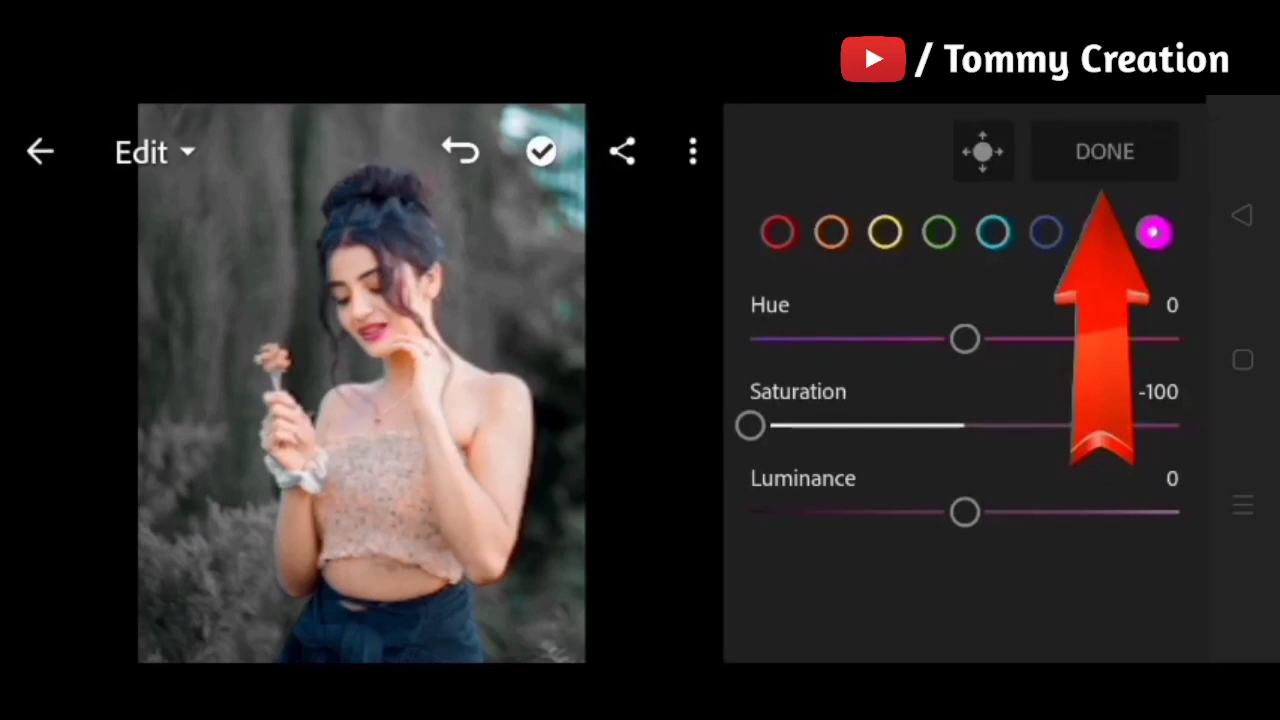 / Tommy Creation
Edit
DONE
Hue 0
Saturation -100
Luminance 0